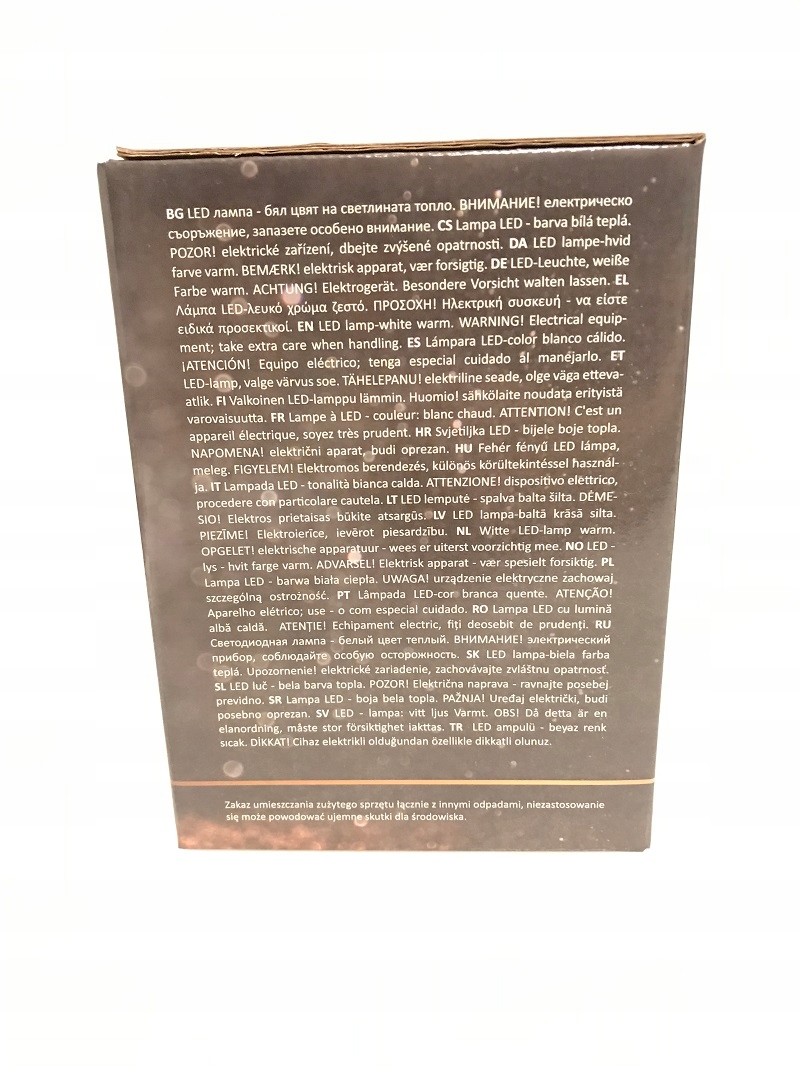 BG LED лампа - бял цвят на светлината топло. ВНИМАНИЕ! електрическо
съоръжение, запазете особено внимание. CS Lampa LED - barva bílá teplá.
POZOR! elektrické zařízení, dbejte zvýšené opatrnosti. DA LED lampe-hvid
farve varm. BEMÆRK! elektrisk apparat, vær forsigtig. DE LED-Leuchte, weiße
Farbe warm. ACHTUNG! Elektrogerät. Besondere Vorsicht walten lassen. EL
Λάμπα LED-λευκό χρώμα ζεστό. ΠΡΟΣΟΧΗ! Ηλεκτρική συσκευή - να είστε
ειδικά προσεκτικοί. EN LED lamp-white warm. WARNING! Electrical equip-
ment; take extra care when handling. ES Lámpara LED-color blanco cálido.
¡ATENCIÓN! Equipo eléctrico; tenga especial cuidado al manejarlo. ET
LED-lamp, valge värvus soe. TÄHELEPANU! elektriline seade, olge väga etteva-
atlik. FI Valkoinen LED-lamppu lämmin. Huomio! sähkölaite noudata erityistä
varovaisuutta. FR Lampe à LED - couleur: blanc chaud. ATTENTION! C'est un
appareil électrique, soyez très prudent. HR Svjetiljka LED - bijele boje topla.
NAPOMENA! električni aparat, budi oprezan. HU Fehér fényű LED lámpa,
meleg. FIGYELEM! Elektromos berendezés, különös körültekintéssel használ-
ja. IT Lampada LED - tonalità bianca calda. ATTENZIONE! dispositivo elettrico,
procedere con particolare cautela. LT LED lemputė - spalva balta šilta. DĖME-
SIO! Elektros prietaisas būkite atsargūs. LV LED lampa-baltā krāsā silta.
PIEZĪME! Elektroierīce, ievērot piesardzību. NL Witte LED-lamp warm.
OPGELET! elektrische apparatuur - wees er uiterst voorzichtig mee. NO LED -
lys - hvit farge varm. ADVARSEL! Elektrisk apparat - vær spesielt forsiktig. PL
Lampa LED - barwa biała ciepła. UWAGA! urządzenie elektryczne zachowaj
szczególną ostrożność. PT Lâmpada LED-cor branca quente. ATENÇÃO!
Aparelho elétrico; use - o com especial cuidado. RO Lampa LED cu lumină
albă caldă. ATENȚIE! Echipament electric, fiți deosebit de prudenți. RU
Светодиодная лампа - белый цвет теплый. ВНИМАНИЕ! электрический
прибор, соблюдайте особую осторожность. SK LED lampa-biela farba
teplá. Upozornenie! elektrické zariadenie, zachovávajte zvláštnu opatrnosť.
SL LED luč - bela barva topla. POZOR! Električna naprava - ravnajte posebej
previdno. SR Lampa LED - boja bela topla. PAŽNJA! Uređaj električki, budi
posebno oprezan. SV LED - lampa: vitt ljus Varmt. OBS! Då detta är en
elanordning, måste stor försiktighet iakttas. TR LED ampulü - beyaz renk
sıcak. DİKKAT! Cihaz elektrikli olduğundan özellikle dikkatli olunuz.
Zakaz umieszczania zużytego sprzętu łącznie z innymi odpadami, niezastosowanie
się może powodować ujemne skutki dla środowiska.